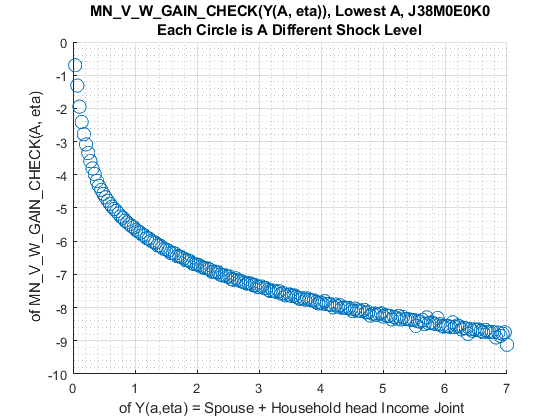 MN_V_W_GAIN_CHECK(Y(A, eta)), Lowest A, J38M0E0K0
Each Circle is A Different Shock Level
0
-1
-2
-3
-4
-5
-6
-7
-8
-9
-10
of MN_V_W_GAIN_CHECK(A, eta)
0 1 2 3 4 5 6 7
of Y(a,eta) = Spouse + Household head Income Joint